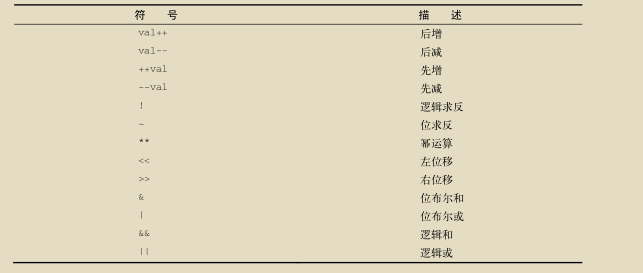 符 号 描 述
val++ 后增
val-- 后减
++val 先增
--val 先减
! 逻辑求反
~ 位求反
** 幂运算
<< 左位移
>> 右位移
& 位布尔和
| 位布尔或
&& 逻辑和
|| 逻辑或